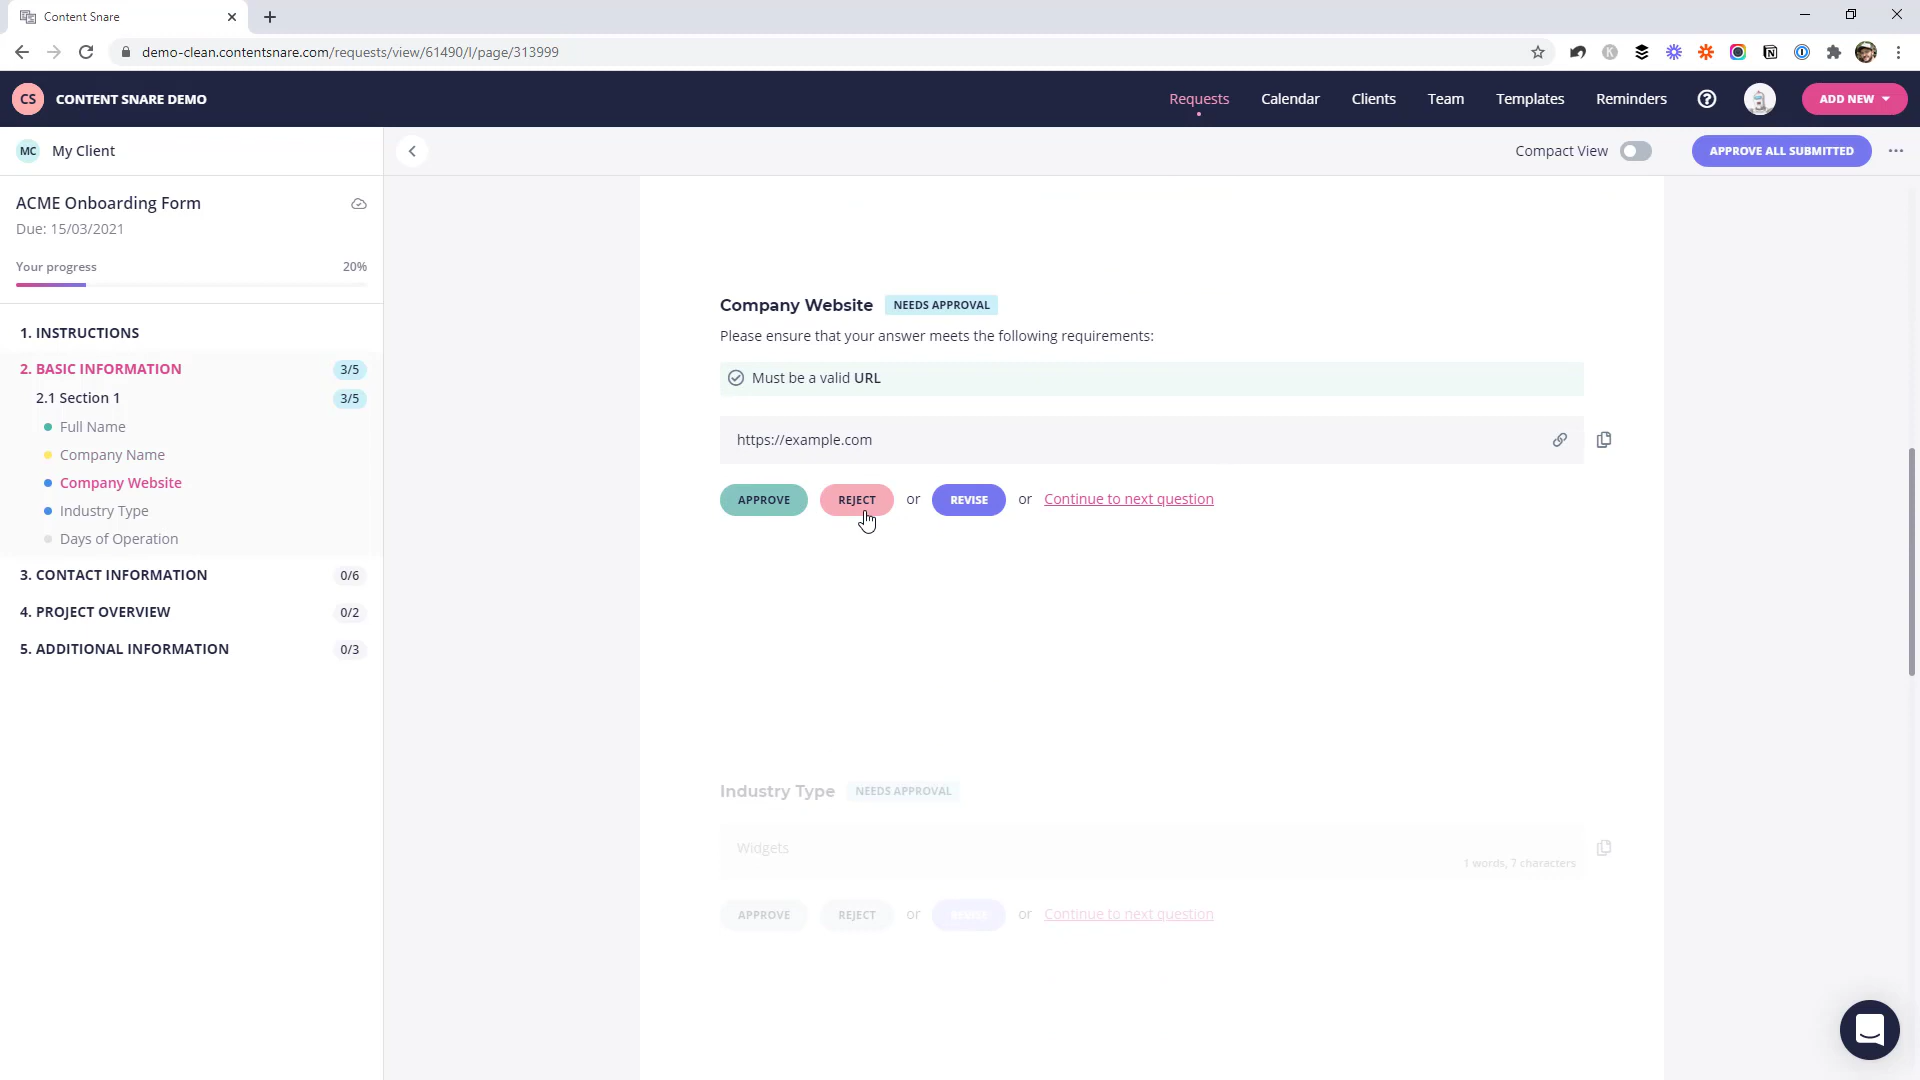 Content Snare
demo-clean.contentsnare.com/requests/view/61490/l/page/313999
CS CONTENT SNARE DEMO
Requests Calendar Clients Team Templates Reminders ADD NEW
MC My Client
Compact View APPROVE ALL SUBMITTED
ACME Onboarding Form
Due: 15/03/2021
Your progress 20%
1. INSTRUCTIONS
2. BASIC INFORMATION 3/5
2.1 Section 1 3/5
Full Name
Company Name
Company Website
Industry Type
Days of Operation
3. CONTACT INFORMATION 0/6
4. PROJECT OVERVIEW 0/2
5. ADDITIONAL INFORMATION 0/3
Company Website NEEDS APPROVAL
Please ensure that your answer meets the following requirements:
Must be a valid URL
https://example.com
APPROVE REJECT or REVISE or Continue to next question
Industry Type NEEDS APPROVAL
Widgets
1 words, 7 characters
APPROVE REJECT or REVISE or Continue to next question